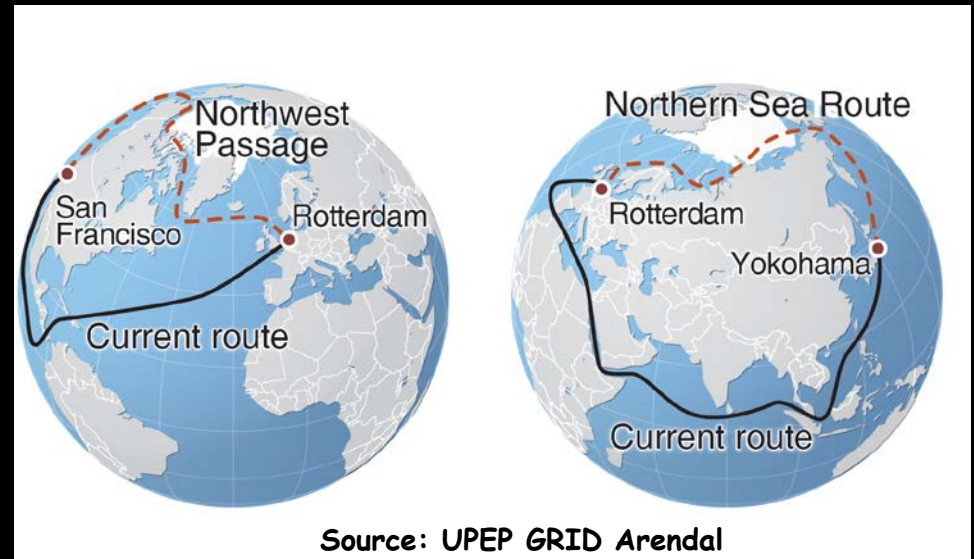 Northwest
Passage
San
Francisco
Rotterdam
Current route
Northern Sea Route
Rotterdam
Yokohama
Current route
Source: UPEP GRID Arendal